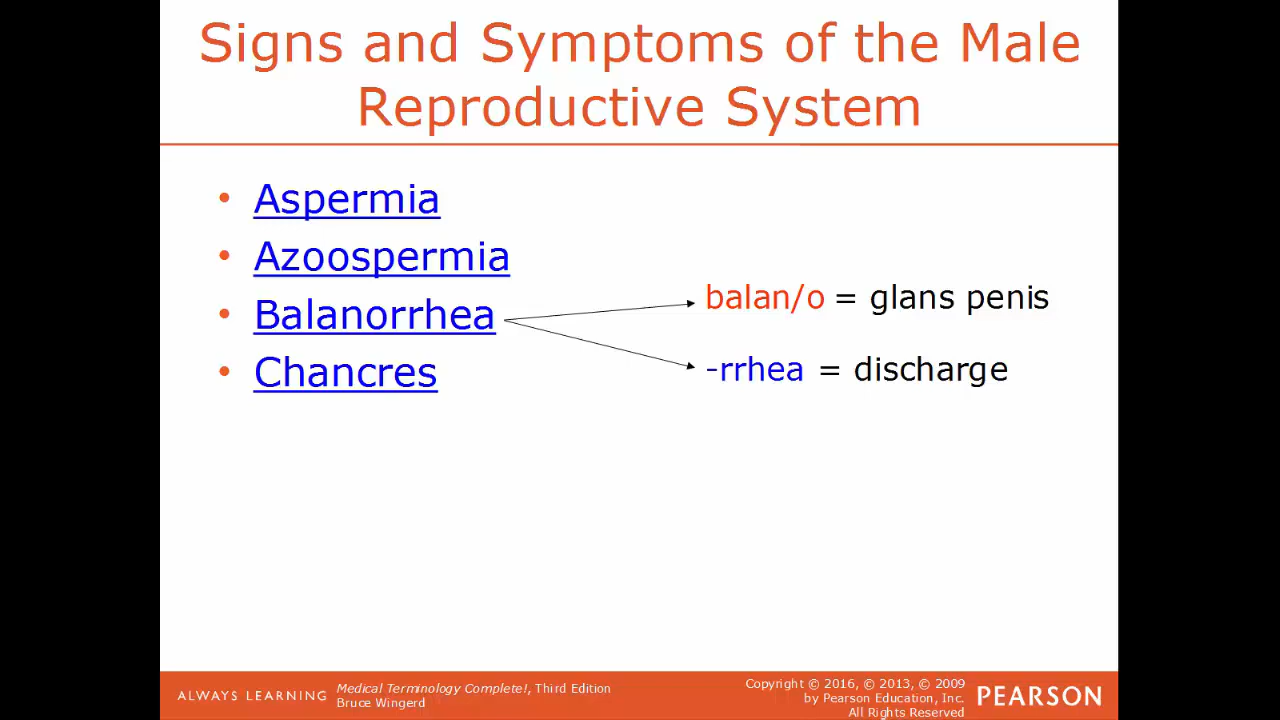 Signs and Symptoms of the Male
Reproductive System
• Aspermia
• Azoospermia
• Balanorrhea
• Chancres
balan/o = glans penis
-rrhea = discharge
ALWAYS LEARNING
Medical Terminology Complete!, Third Edition
Bruce Wingerd
Copyright © 2016, © 2013, © 2009
by Pearson Education, Inc.
All Rights Reserved
PEARSON